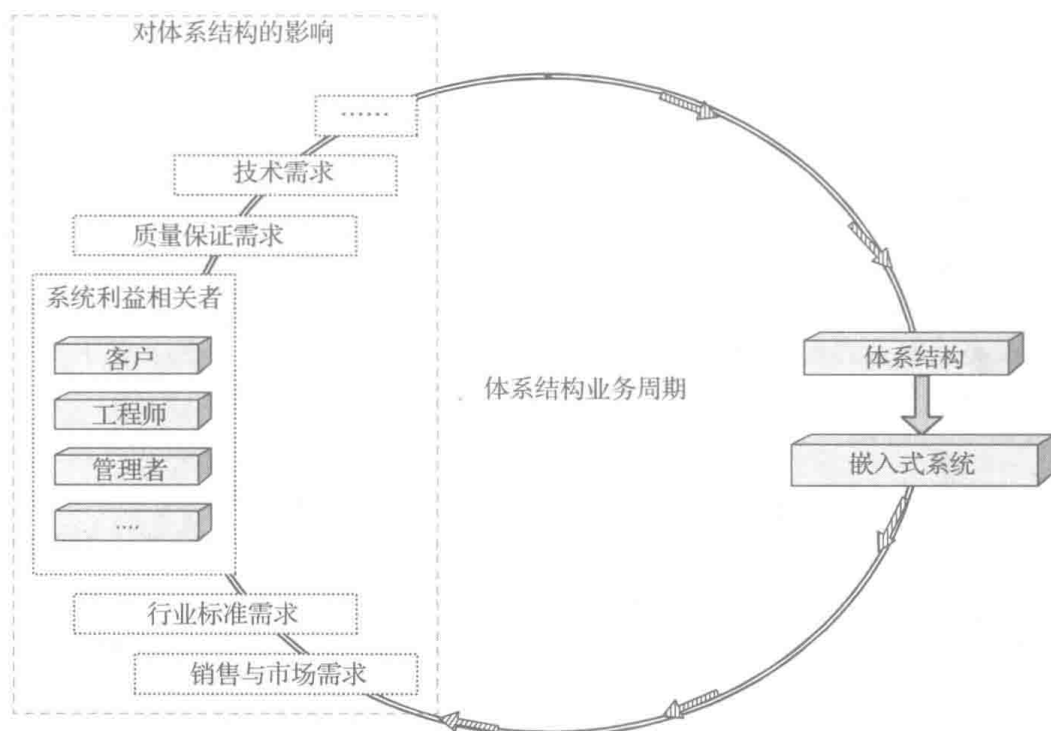 对体系结构的影响
……
技术需求
质量保证需求
系统利益相关者
客户
工程师
管理者
....
行业标准需求
销售与市场需求
体系结构业务周期
体系结构
嵌入式系统